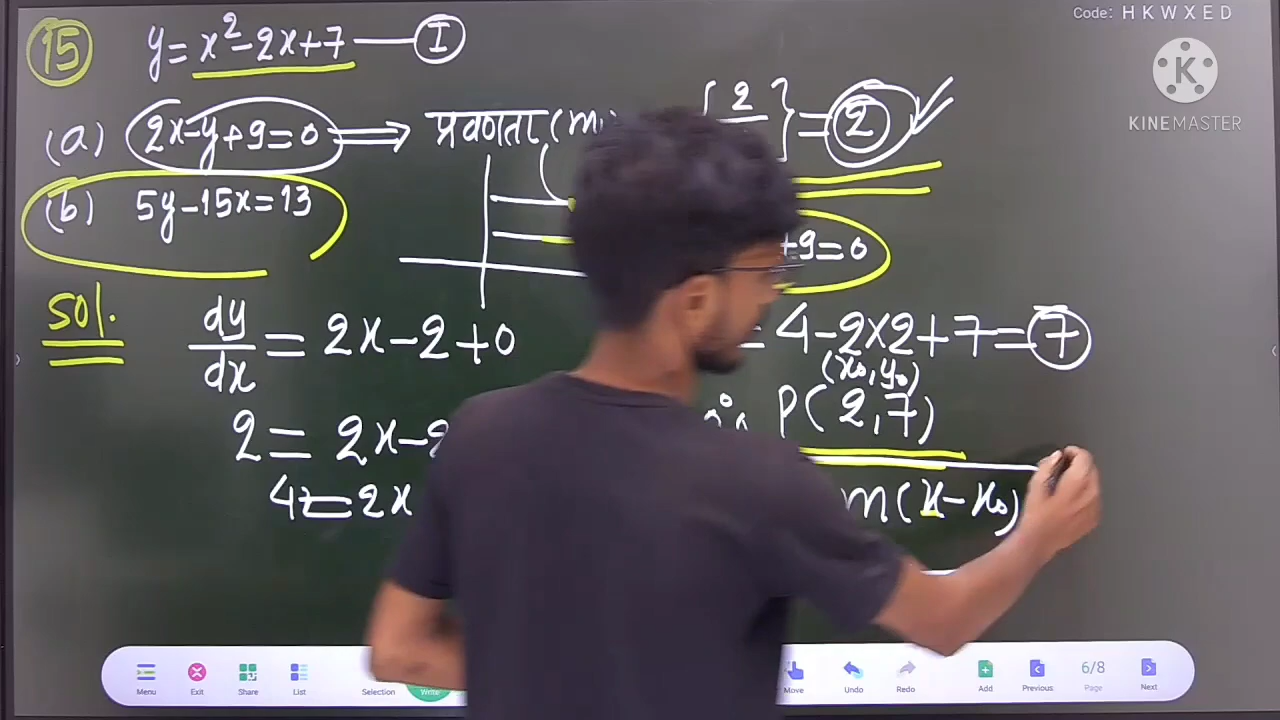 Code: H K W X E D
K
KINEMASTER
15 y = x²-2x+7 — I
(a) 2x-y+9=0 ⇒ प्रवणता (m 2 = 2
(b) 5y-15x=13
+9=0
sol. dy/dx = 2x-2+0
= 4-2x2+7=7
(x₀, y₀)
2 = 2x-2
P(2,7)
4 = 2x
m(x-x₀)
Menu Exit Share List Selection Write Move Undo Redo Add Previous 6/8 Page Next